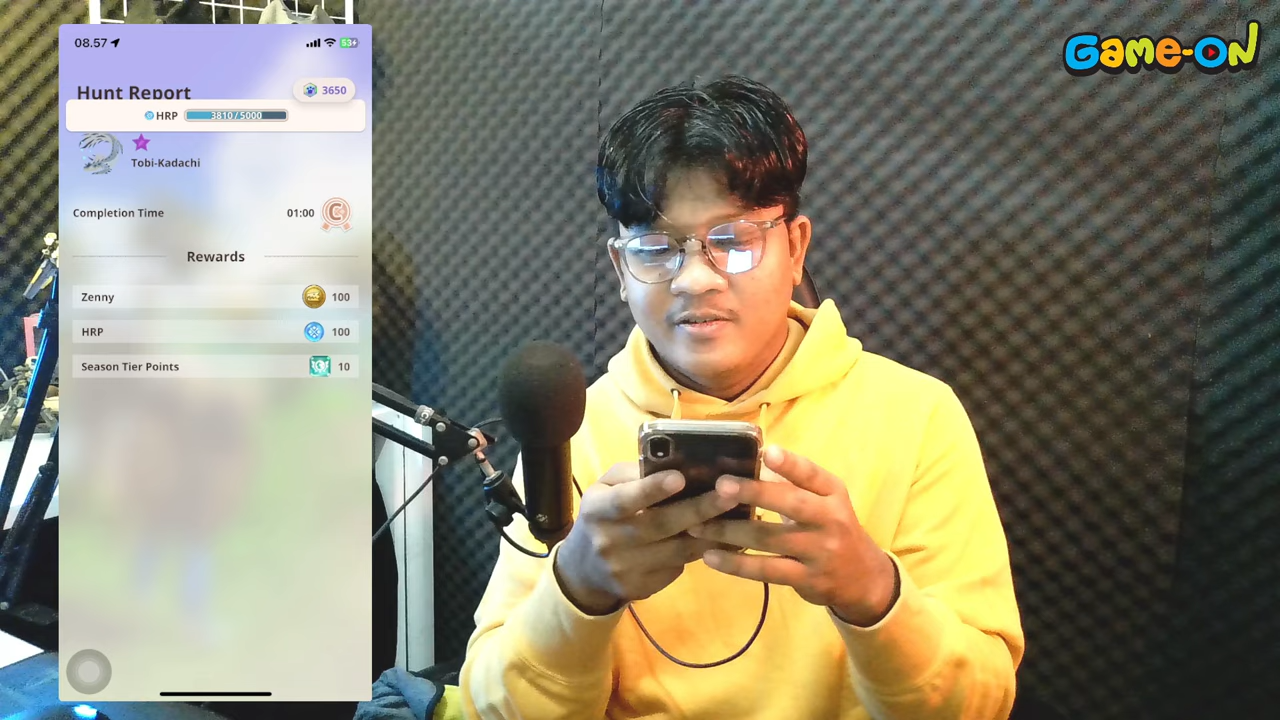 08.57
53
Hunt Report
3650
HRP 3810/5000
Tobi-Kadachi
Completion Time 01:00 C
Rewards
Zenny 100
HRP 100
Season Tier Points 10
GAME-ON